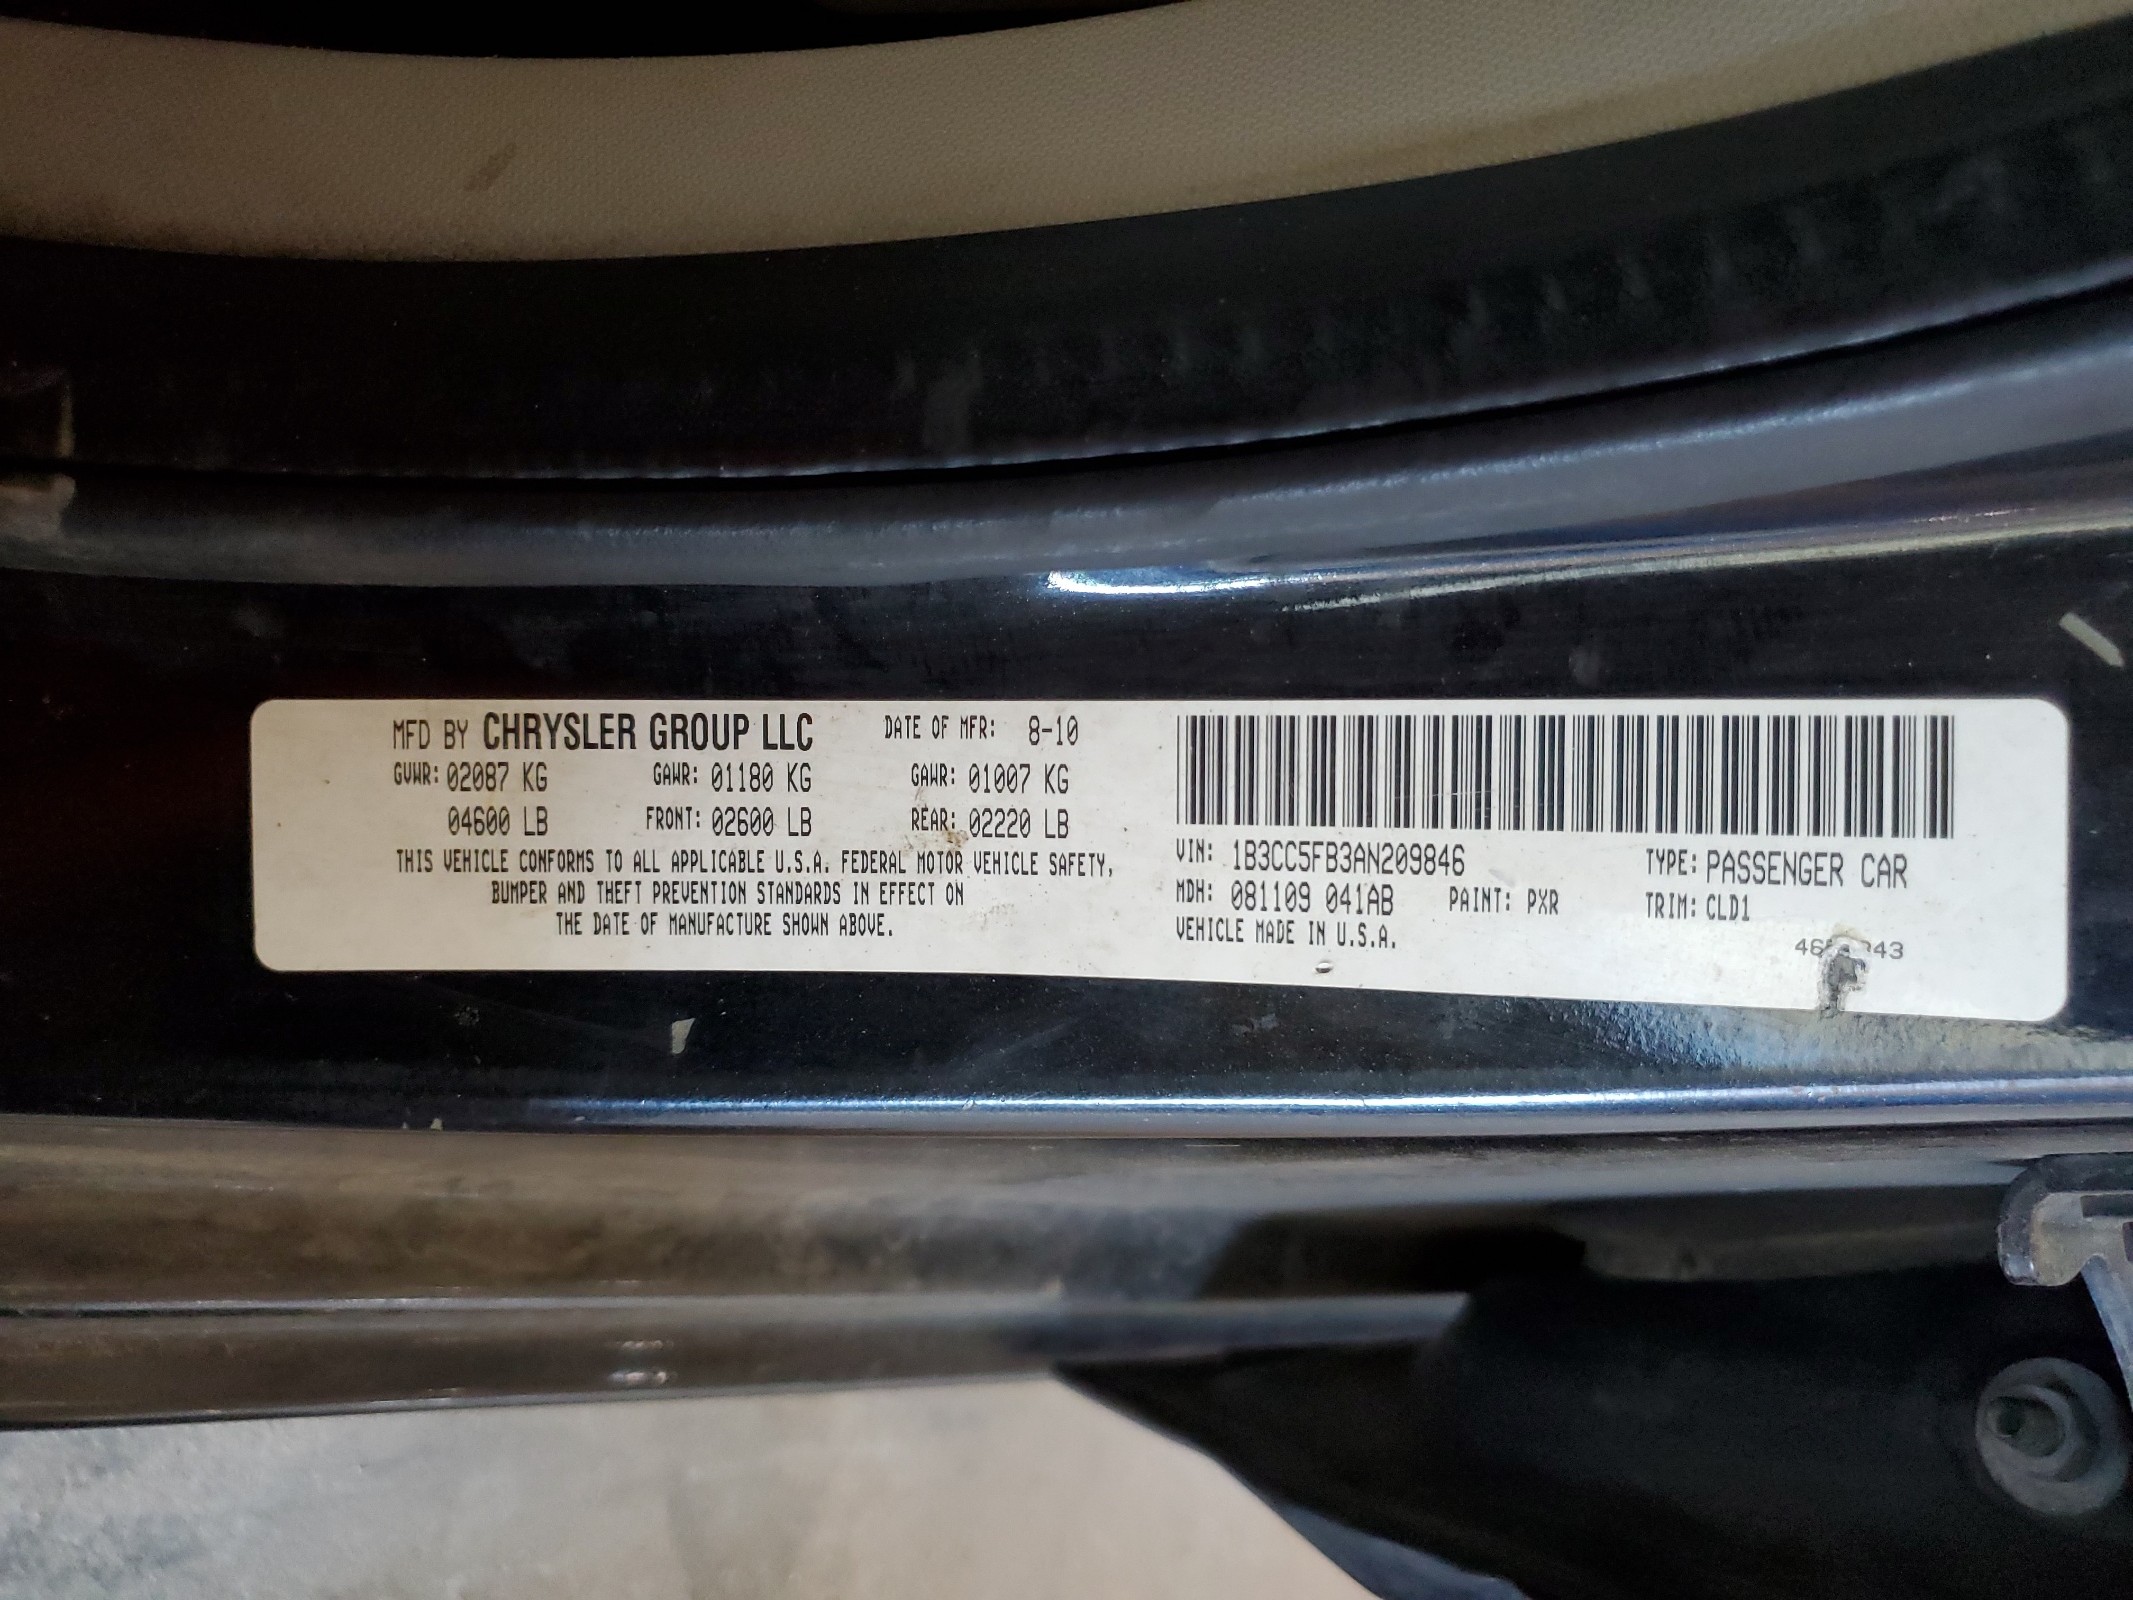 MFD BY CHRYSLER GROUP LLC DATE OF MFR: 8-10
GVWR: 02087 KG GAWR: 01180 KG GAWR: 01007 KG
04600 LB FRONT: 02600 LB REAR: 02220 LB
THIS VEHICLE CONFORMS TO ALL APPLICABLE U.S.A. FEDERAL MOTOR VEHICLE SAFETY,
BUMPER AND THEFT PREVENTION STANDARDS IN EFFECT ON
THE DATE OF MANUFACTURE SHOWN ABOVE.
VIN: 1B3CC5FB3AN209846 TYPE: PASSENGER CAR
MDH: 081109 041AB PAINT: PXR TRIM: CLD1
VEHICLE MADE IN U.S.A.